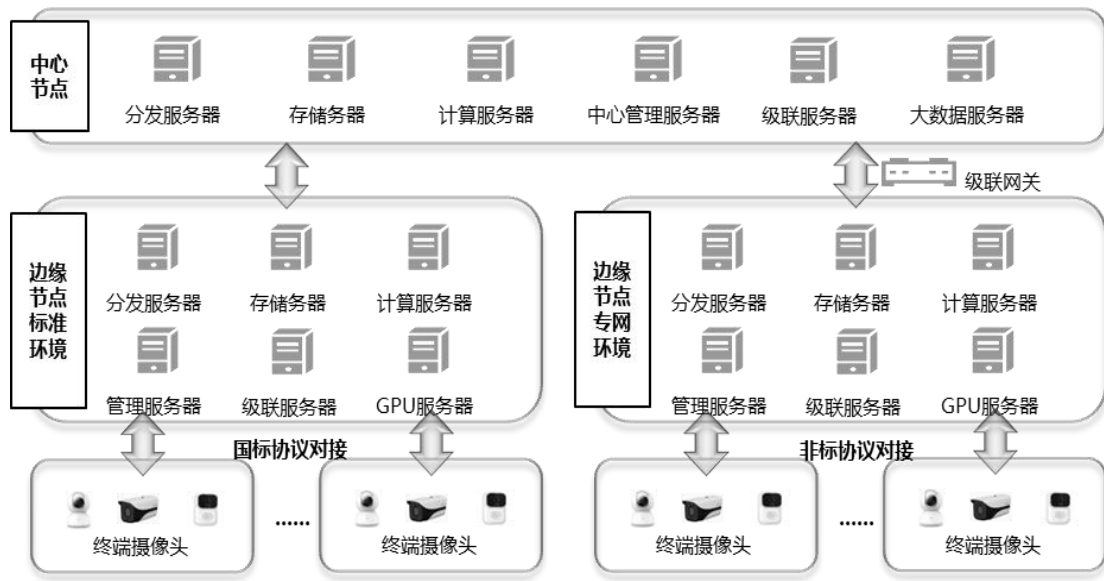 中心
节点
分发服务器
存储务器
计算服务器
中心管理服务器
级联服务器
大数据服务器
级联网关
边缘
节点
标准
环境
分发服务器
存储务器
计算服务器
管理服务器
级联服务器
GPU服务器
边缘
节点
专网
环境
分发服务器
存储务器
计算服务器
管理服务器
级联服务器
GPU服务器
国标协议对接
非标协议对接
终端摄像头
......
终端摄像头
终端摄像头
......
终端摄像头